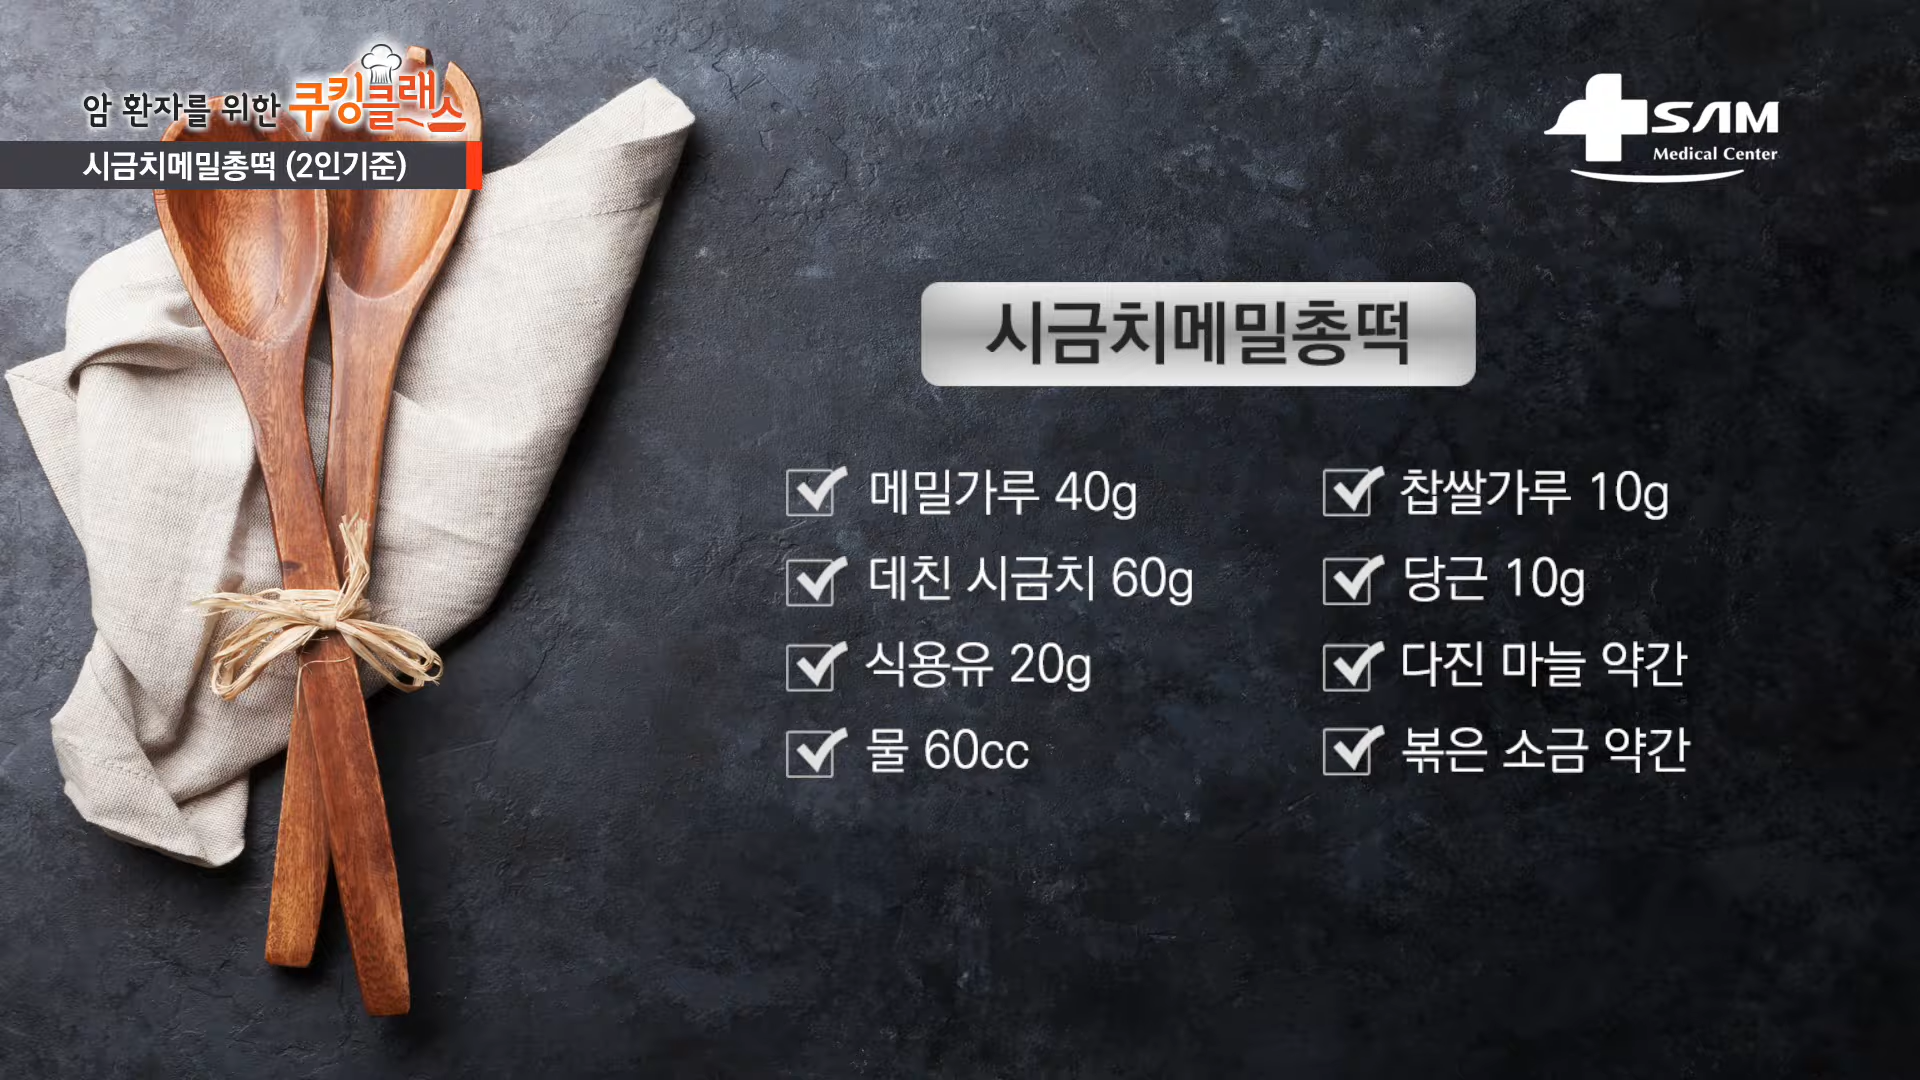 암 환자를 위한 쿠킹클래스
시금치메밀총떡 (2인기준)
SAM
Medical Center
시금치메밀총떡
메밀가루 40g
찹쌀가루 10g
데친 시금치 60g
당근 10g
식용유 20g
다진 마늘 약간
물 60cc
볶은 소금 약간